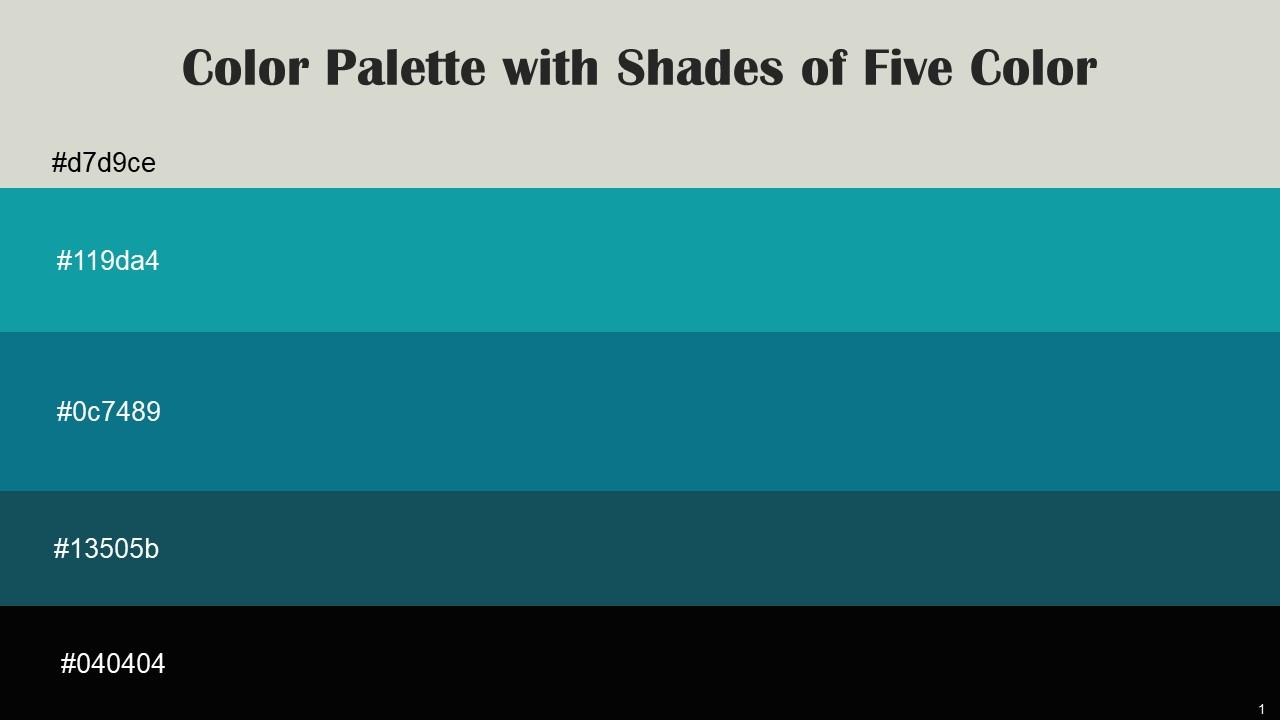 Color Palette with Shades of Five Color
#d7d9ce
#119da4
#0c7489
#13505b
#040404
1